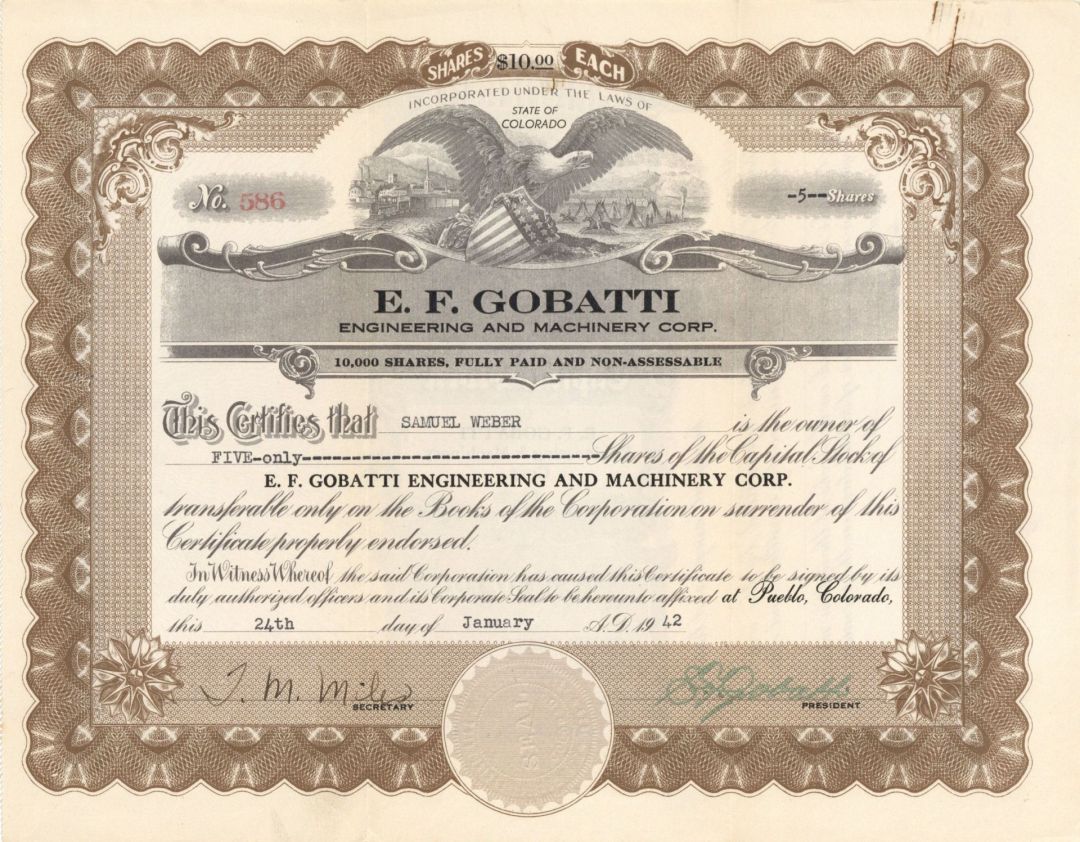 SHARES $10.00 EACH
INCORPORATED UNDER THE LAWS OF
STATE OF
COLORADO
No. 586
-5-- Shares
E. F. GOBATTI
ENGINEERING AND MACHINERY CORP.
10,000 SHARES, FULLY PAID AND NON-ASSESSABLE
This Certifies that SAMUEL WEBER is the owner of
FIVE-only------------------------------Shares of the Capital Stock of
E. F. GOBATTI ENGINEERING AND MACHINERY CORP.
transferable only on the Books of the Corporation on surrender of this
Certificate properly endorsed.
In Witness Whereof the said Corporation has caused this Certificate to be signed by its
duly authorized officers and its Corporate Seal to be hereunto affixed at Pueblo, Colorado,
this 24th day of January A.D. 19 42
T. M. Miles
SECRETARY
Gobatti
PRESIDENT